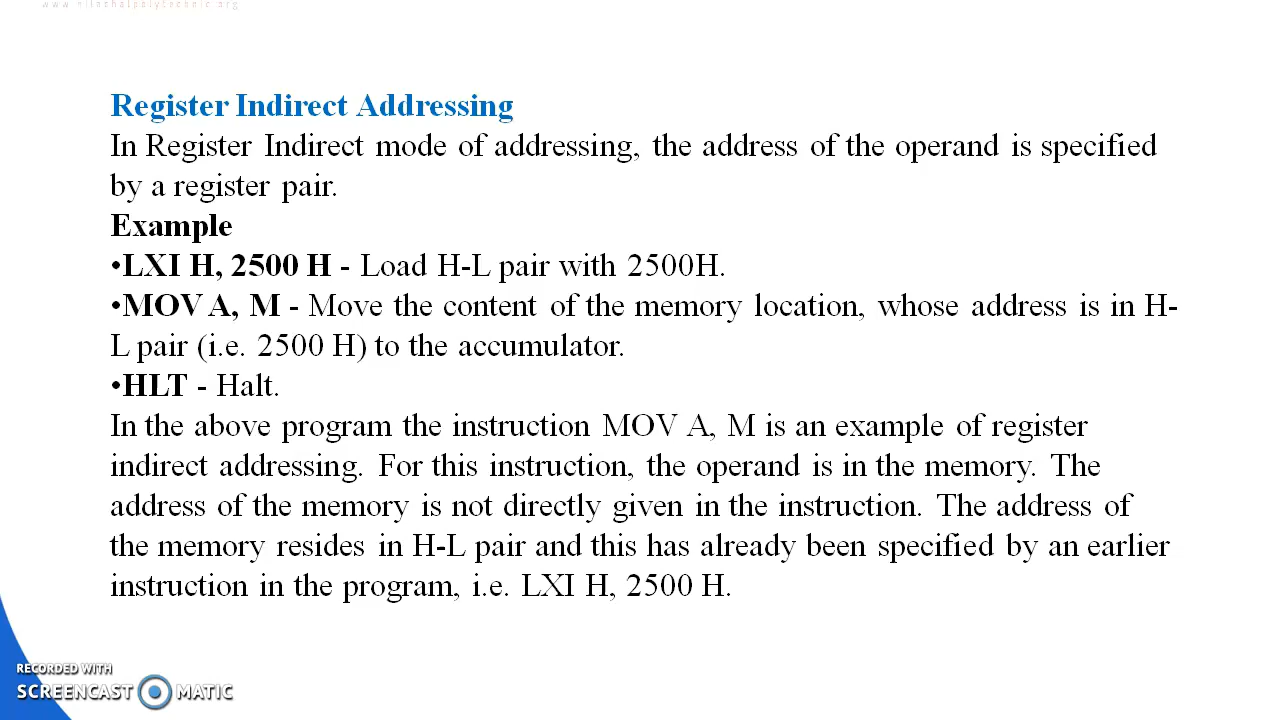 Register Indirect Addressing
In Register Indirect mode of addressing, the address of the operand is specified
by a register pair.
Example
•LXI H, 2500 H - Load H-L pair with 2500H.
•MOV A, M - Move the content of the memory location, whose address is in H-
L pair (i.e. 2500 H) to the accumulator.
•HLT - Halt.
In the above program the instruction MOV A, M is an example of register
indirect addressing. For this instruction, the operand is in the memory. The
address of the memory is not directly given in the instruction. The address of
the memory resides in H-L pair and this has already been specified by an earlier
instruction in the program, i.e. LXI H, 2500 H.
RECORDED WITH
SCREENCAST MATIC